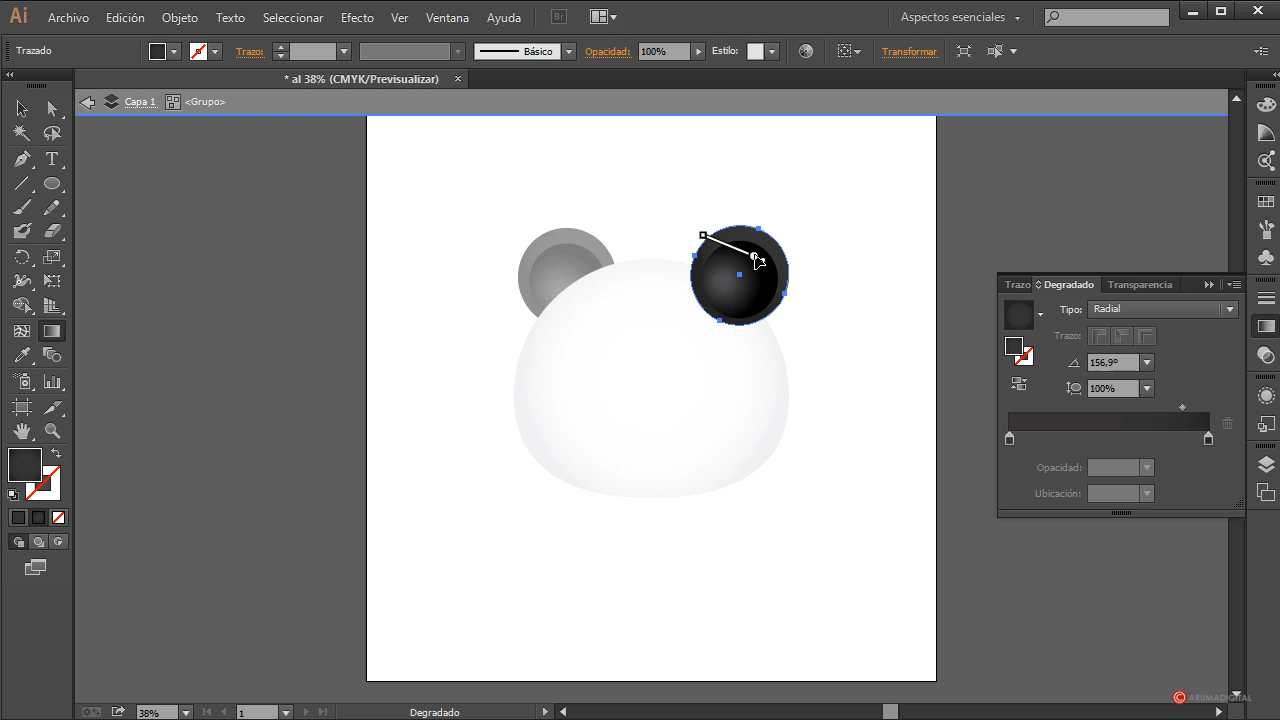 Ai Archivo Edición Objeto Texto Seleccionar Efecto Ver Ventana Ayuda Br Aspectos esenciales
Trazado Trazo: Básico Opacidad: 100% Estilo: Transformar
* al 38% (CMYK/Previsualizar) ×
Capa 1 <Grupo>
Trazo Degradado Transparencia
Tipo: Radial
Trazo:
156,9°
100%
Opacidad:
Ubicación:
38% 1 Degradado
© ARUMADIGITAL